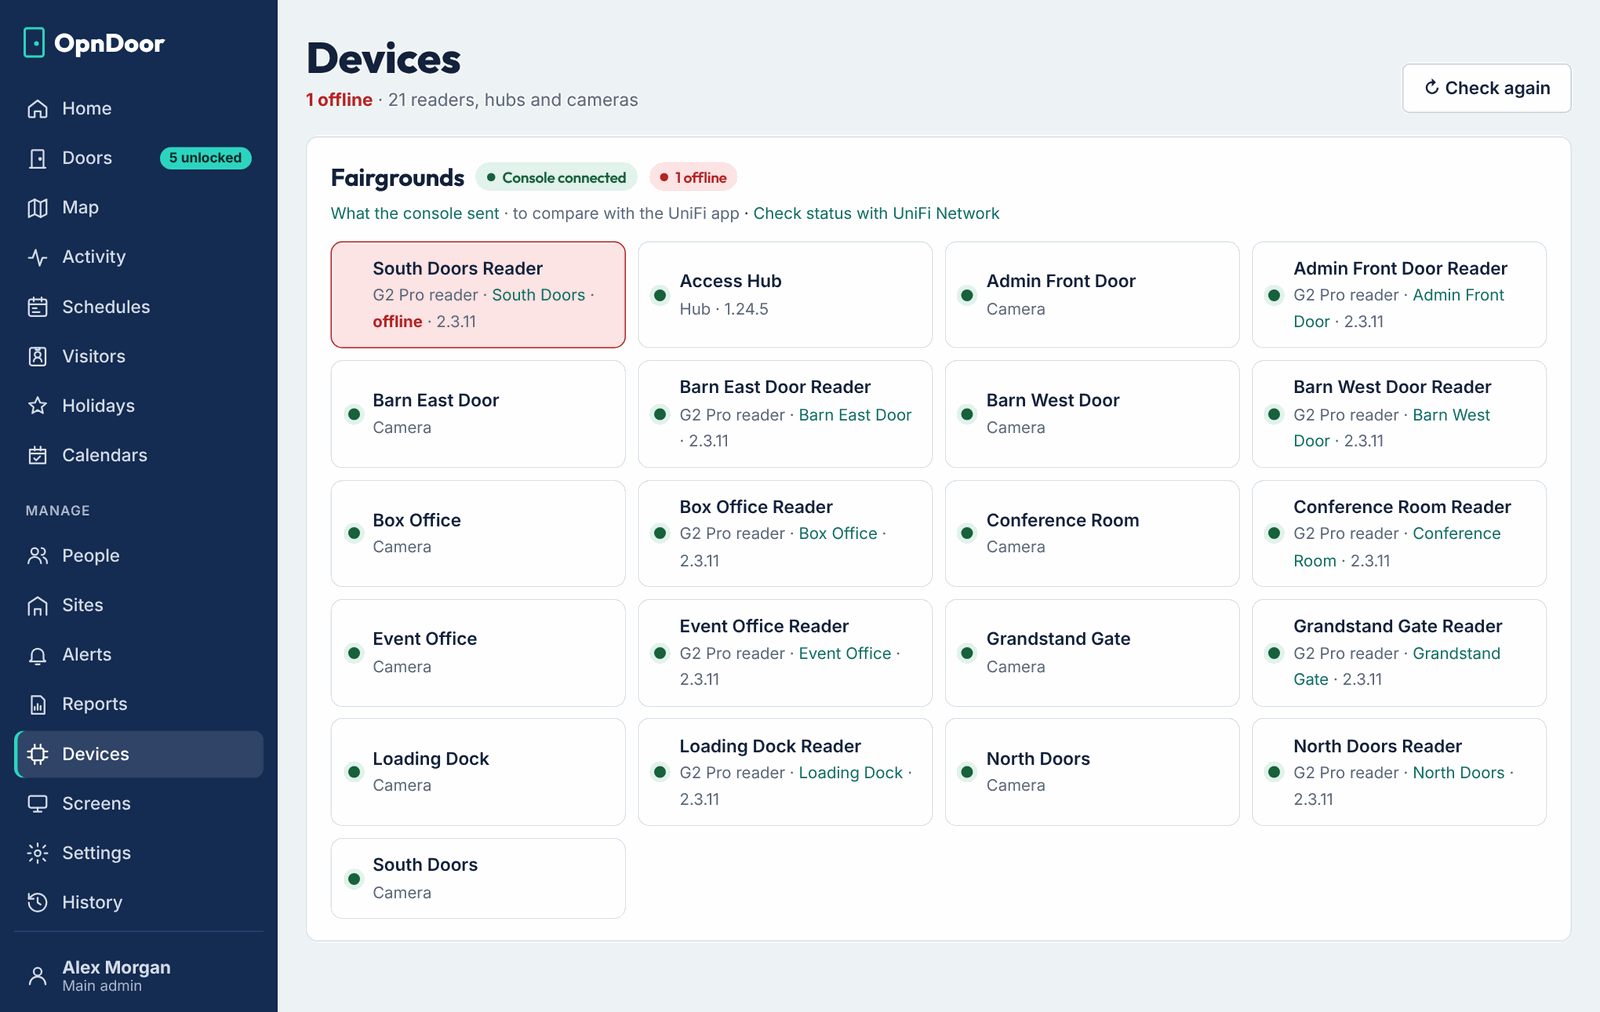 OpnDoor
Home
Doors
5 unlocked
Map
Activity
Schedules
Visitors
Holidays
Calendars
MANAGE
People
Sites
Alerts
Reports
Devices
Screens
Settings
History
Alex Morgan
Main admin
Devices
1 offline · 21 readers, hubs and cameras
Check again
Fairgrounds
Console connected
1 offline
What the console sent · to compare with the UniFi app · Check status with UniFi Network
South Doors Reader
G2 Pro reader · South Doors ·
offline · 2.3.11
Access Hub
Hub · 1.24.5
Admin Front Door
Camera
Admin Front Door Reader
G2 Pro reader · Admin Front
Door · 2.3.11
Barn East Door
Camera
Barn East Door Reader
G2 Pro reader · Barn East Door
· 2.3.11
Barn West Door
Camera
Barn West Door Reader
G2 Pro reader · Barn West
Door · 2.3.11
Box Office
Camera
Box Office Reader
G2 Pro reader · Box Office ·
2.3.11
Conference Room
Camera
Conference Room Reader
G2 Pro reader · Conference
Room · 2.3.11
Event Office
Camera
Event Office Reader
G2 Pro reader · Event Office ·
2.3.11
Grandstand Gate
Camera
Grandstand Gate Reader
G2 Pro reader · Grandstand
Gate · 2.3.11
Loading Dock
Camera
Loading Dock Reader
G2 Pro reader · Loading Dock ·
2.3.11
North Doors
Camera
North Doors Reader
G2 Pro reader · North Doors ·
2.3.11
South Doors
Camera